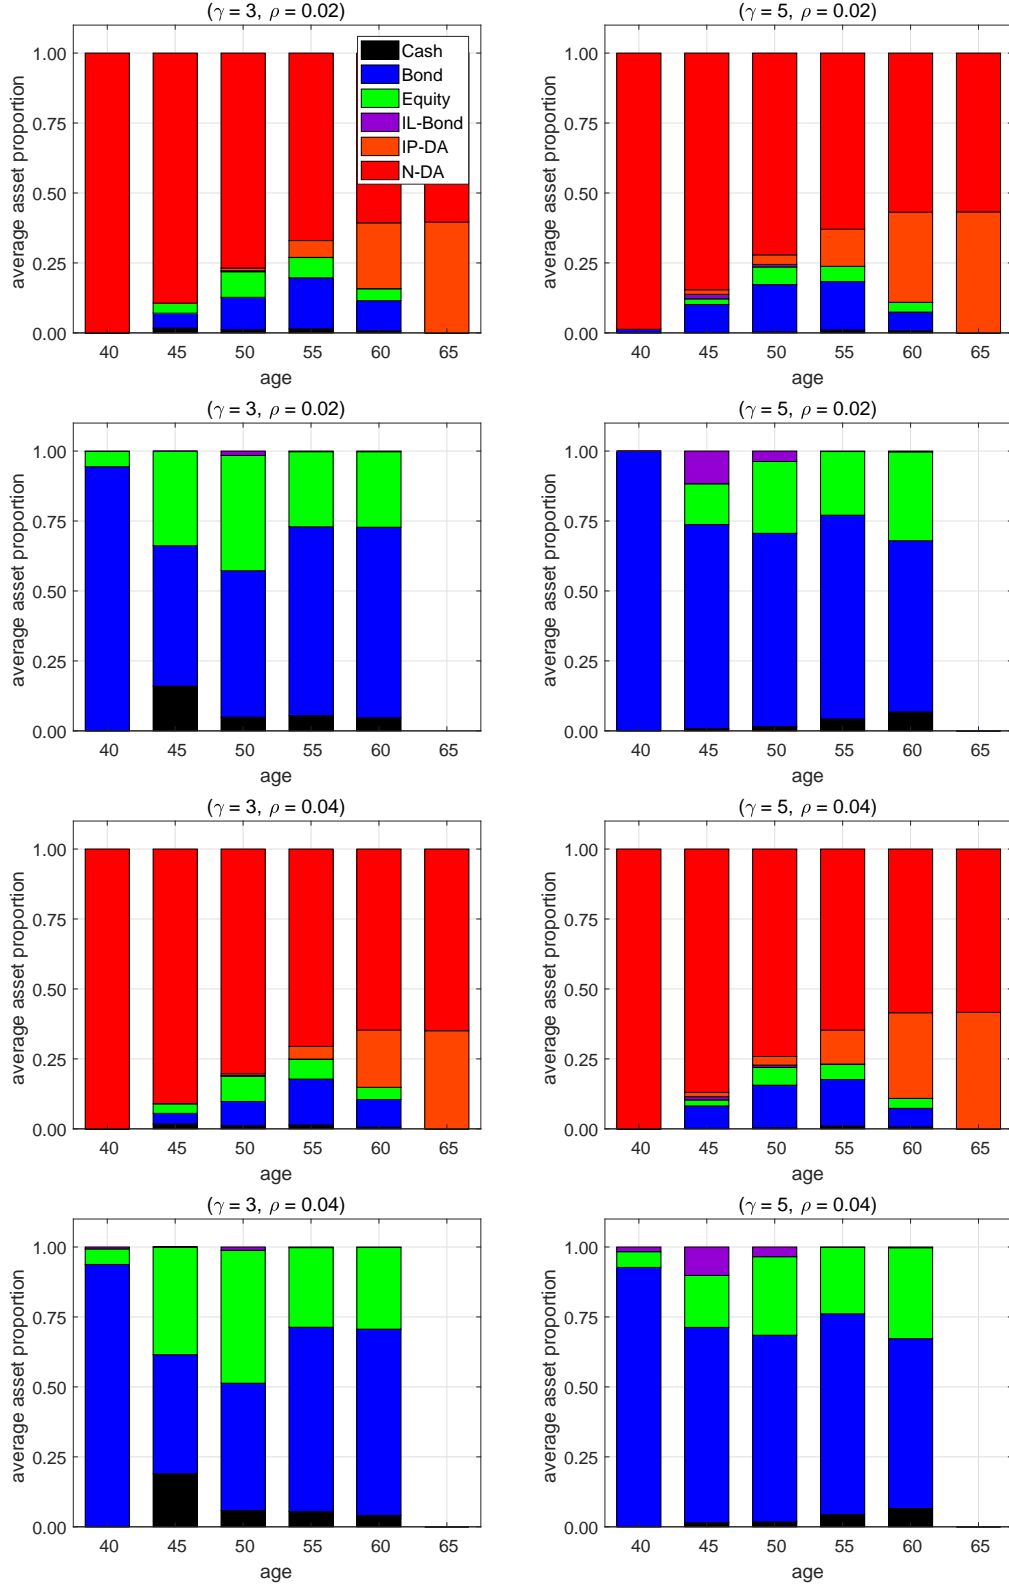 (γ = 3, ρ = 0.02)
1.00
0.75
0.50
0.25
0.00
average asset proportion
40 45 50 55 60 65
age
Cash
Bond
Equity
IL-Bond
IP-DA
N-DA
(γ = 5, ρ = 0.02)
1.00
0.75
0.50
0.25
0.00
average asset proportion
40 45 50 55 60 65
age
(γ = 3, ρ = 0.02)
1.00
0.75
0.50
0.25
0.00
average asset proportion
40 45 50 55 60 65
age
(γ = 5, ρ = 0.02)
1.00
0.75
0.50
0.25
0.00
average asset proportion
40 45 50 55 60 65
age
(γ = 3, ρ = 0.04)
1.00
0.75
0.50
0.25
0.00
average asset proportion
40 45 50 55 60 65
age
(γ = 5, ρ = 0.04)
1.00
0.75
0.50
0.25
0.00
average asset proportion
40 45 50 55 60 65
age
(γ = 3, ρ = 0.04)
1.00
0.75
0.50
0.25
0.00
average asset proportion
40 45 50 55 60 65
age
(γ = 5, ρ = 0.04)
1.00
0.75
0.50
0.25
0.00
average asset proportion
40 45 50 55 60 65
age